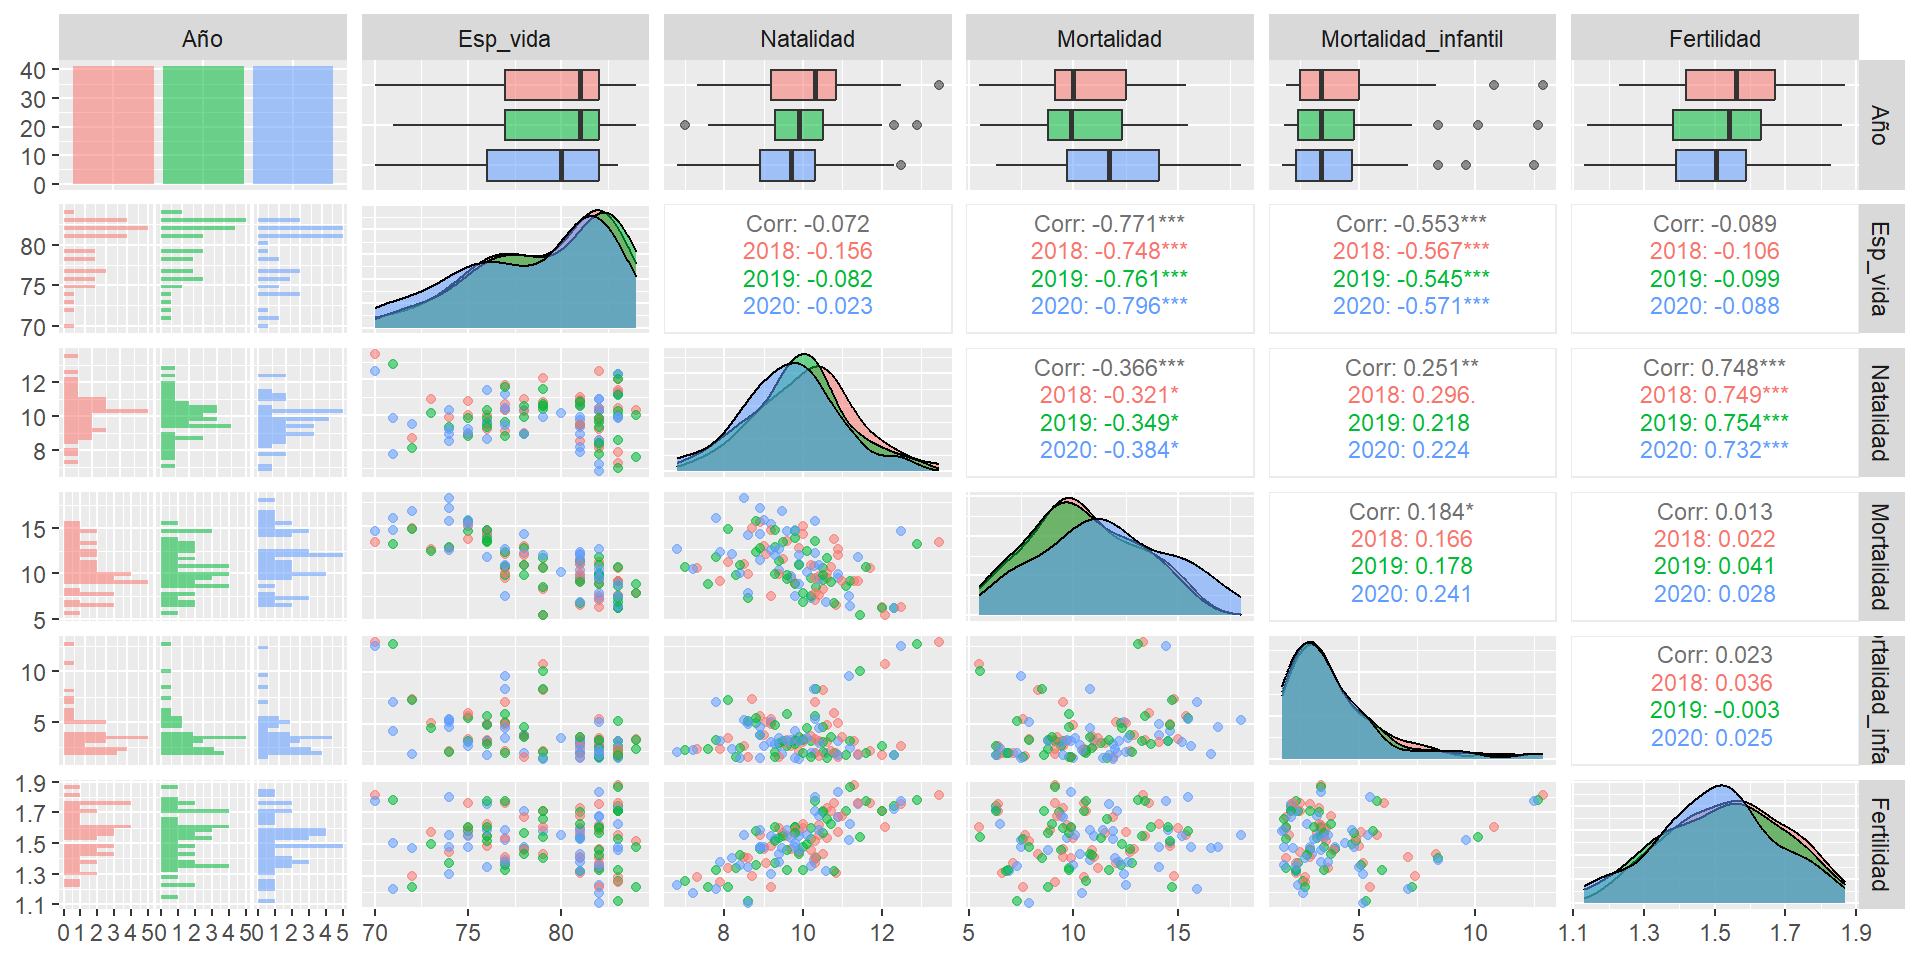 Año Esp_vida Natalidad Mortalidad Mortalidad_infantil Fertilidad
40
30
20
10
0
Año
80
75
70
Corr: -0.072
2018: -0.156
2019: -0.082
2020: -0.023
Corr: -0.771***
2018: -0.748***
2019: -0.761***
2020: -0.796***
Corr: -0.553***
2018: -0.567***
2019: -0.545***
2020: -0.571***
Corr: -0.089
2018: -0.106
2019: -0.099
2020: -0.088
Esp_vida
12
10
8
Corr: -0.366***
2018: -0.321*
2019: -0.349*
2020: -0.384*
Corr: 0.251**
2018: 0.296.
2019: 0.218
2020: 0.224
Corr: 0.748***
2018: 0.749***
2019: 0.754***
2020: 0.732***
Natalidad
15
10
5
Corr: 0.184*
2018: 0.166
2019: 0.178
2020: 0.241
Corr: 0.013
2018: 0.022
2019: 0.041
2020: 0.028
Mortalidad
10
5
Corr: 0.023
2018: 0.036
2019: -0.003
2020: 0.025
ortalidad_infa
1.9
1.7
1.5
1.3
1.1
Fertilidad
0 1 2 3 4 5 0 1 2 3 4 5 0 1 2 3 4 5
70 75 80
8 10 12
5 10 15
5 10
1.1 1.3 1.5 1.7 1.9